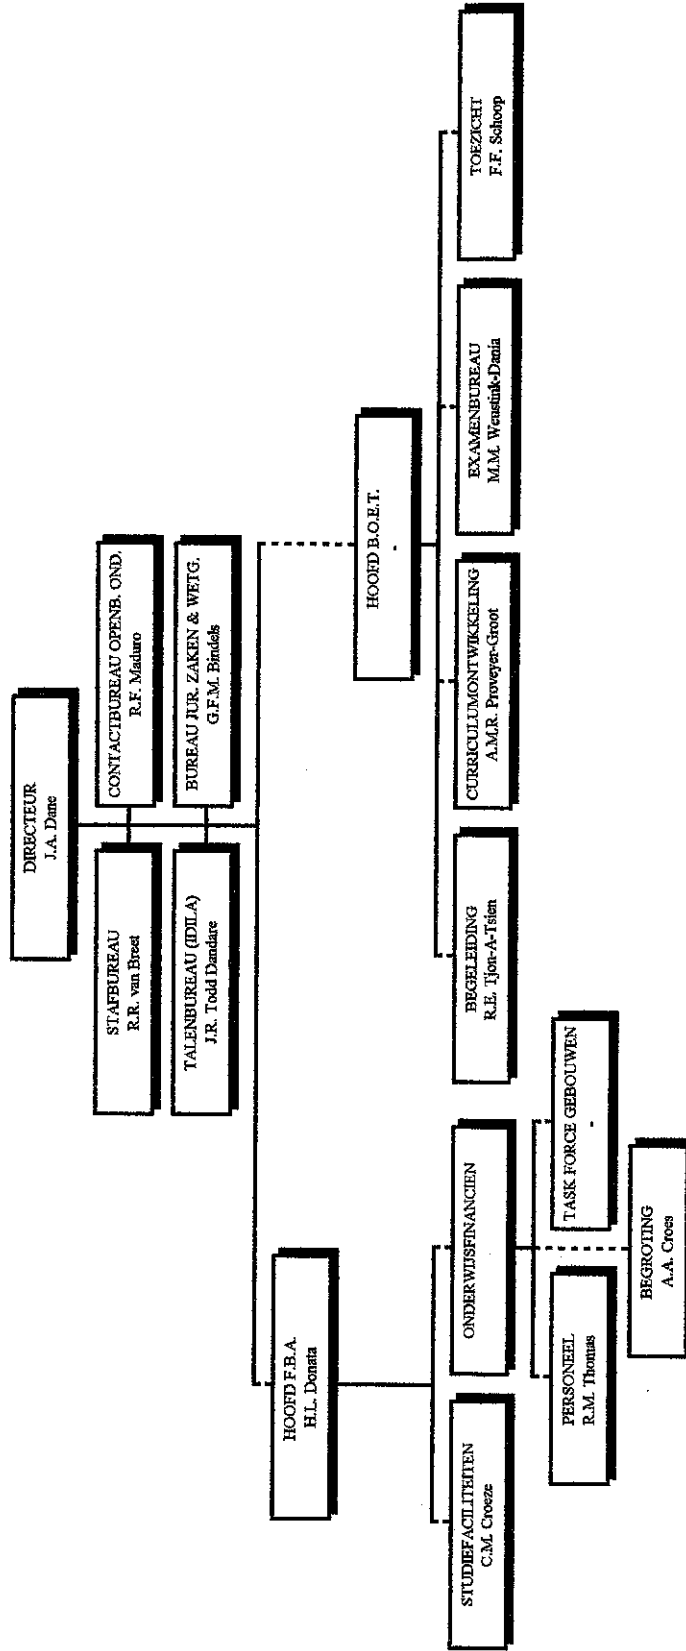 DIRECTEUR
J.A. Dane
STAFBUREAU
R.R. van Breet
CONTACTBUREAU OPENB. OND.
R.F. Maduro
TALENBUREAU (IDILA)
J.R. Todd Dandare
BUREAU JUR. ZAKEN & WETG.
G.F.M. Bindels
HOOFD F.B.A.
H.L. Donata
HOOFD B.O.E.T.
-
STUDIEFACILITEITEN
C.M. Croeze
ONDERWIJSFINANCIEN
BEGELEIDING
R.E. Tjon-A-Tsien
CURRICULUMONTWIKKELING
A.M.R. Proveyer-Groot
EXAMENBUREAU
M.M. Weustink-Dania
TOEZICHT
F.F. Schoop
PERSONEEL
R.M. Thomas
TASK FORCE GEBOUWEN
-
BEGROTING
A.A. Croes